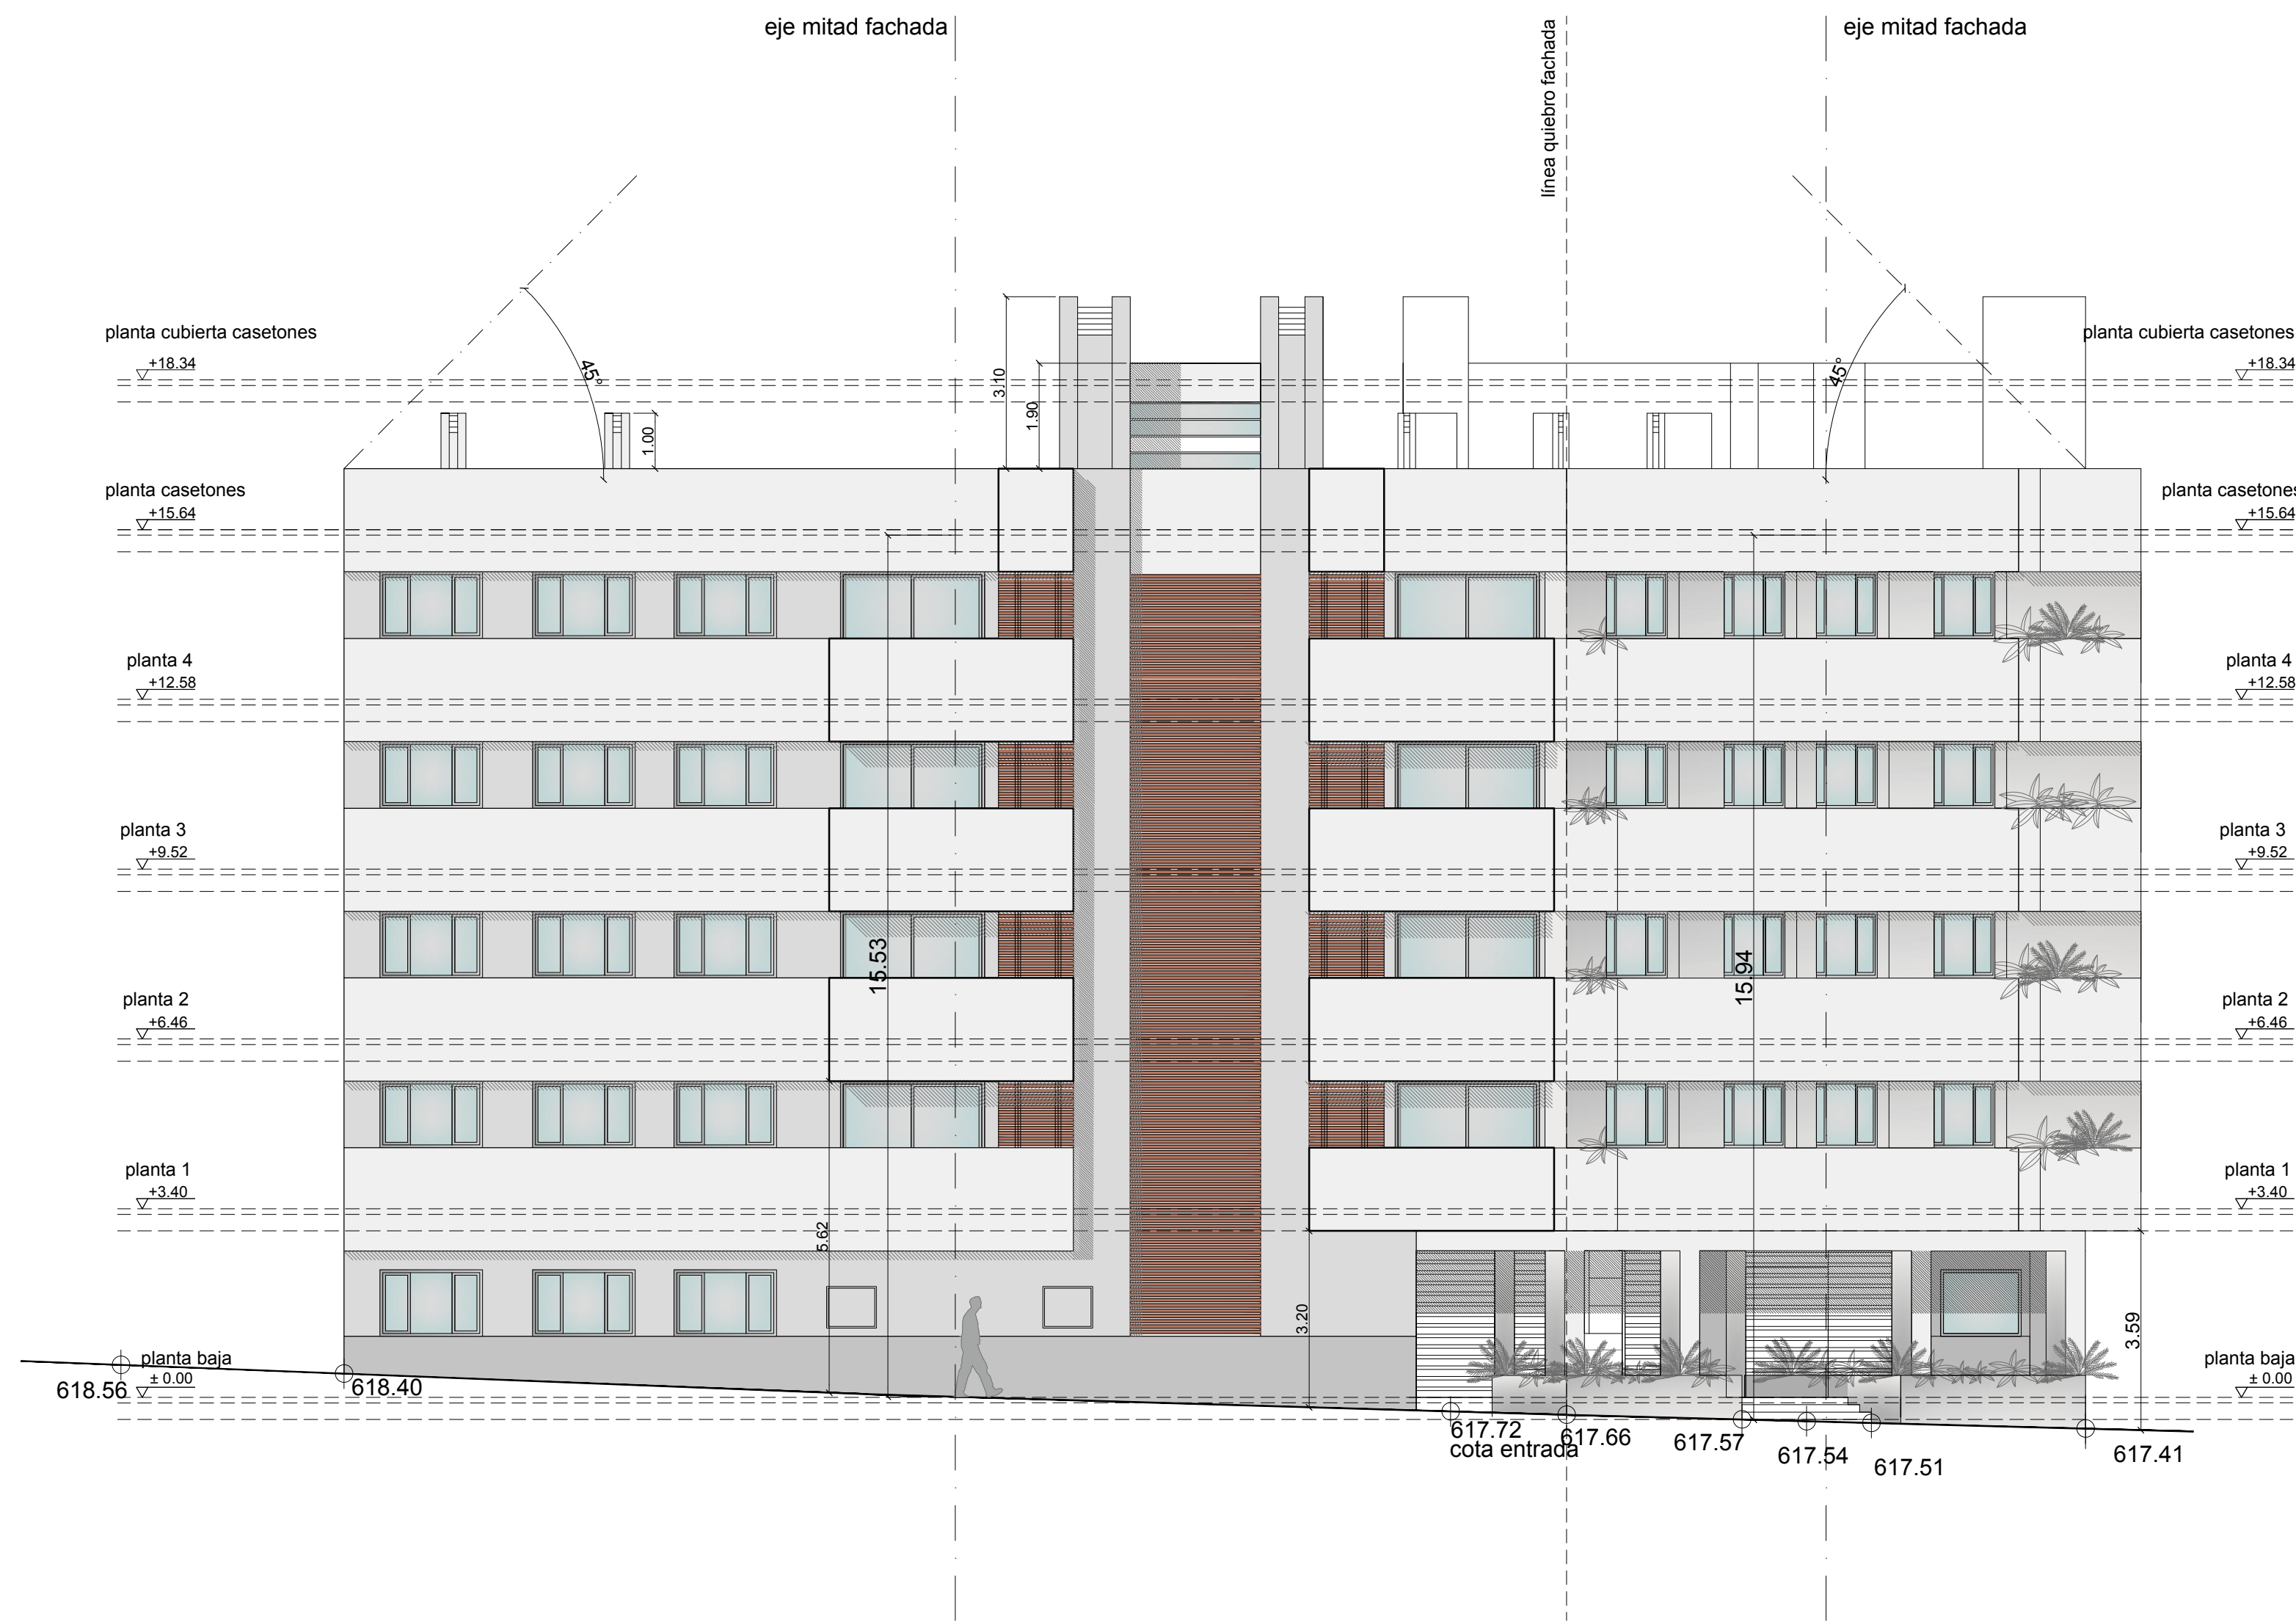 eje mitad fachada
línea quiebro fachada
eje mitad fachada
planta cubierta casetones
+18.34
45°
3.10
1.90
1.00
45°
planta cubierta casetones
+18.34
planta casetones
+15.64
planta casetones
+15.64
planta 4
+12.58
planta 4
+12.58
planta 3
+9.52
planta 3
+9.52
15.53
15.94
planta 2
+6.46
planta 2
+6.46
planta 1
+3.40
planta 1
+3.40
5.62
3.20
3.59
planta baja
± 0.00
618.56
618.40
planta baja
± 0.00
617.72
cota entrada
617.66
617.57
617.54
617.51
617.41